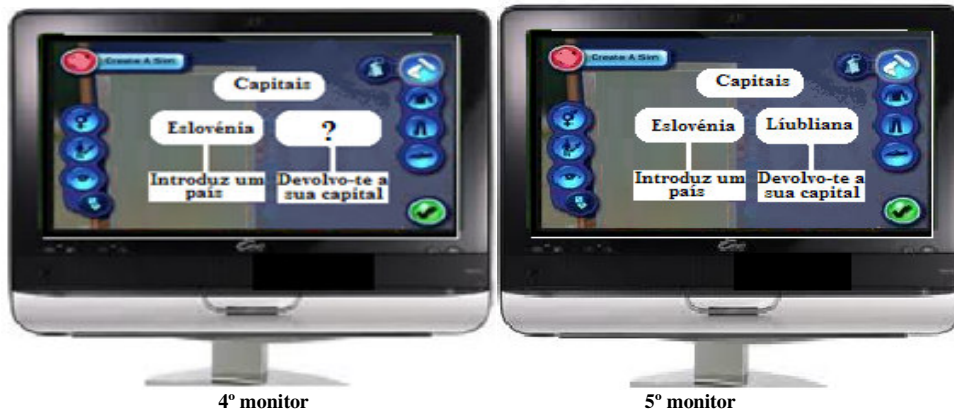 Create A Sim
Capitais
Eslovénia
?
Introduz um
país
Devolvo-te a
sua capital
4º monitor
Create A Sim
Capitais
Eslovénia
Líubliana
Introduz um
país
Devolvo-te a
sua capital
5º monitor